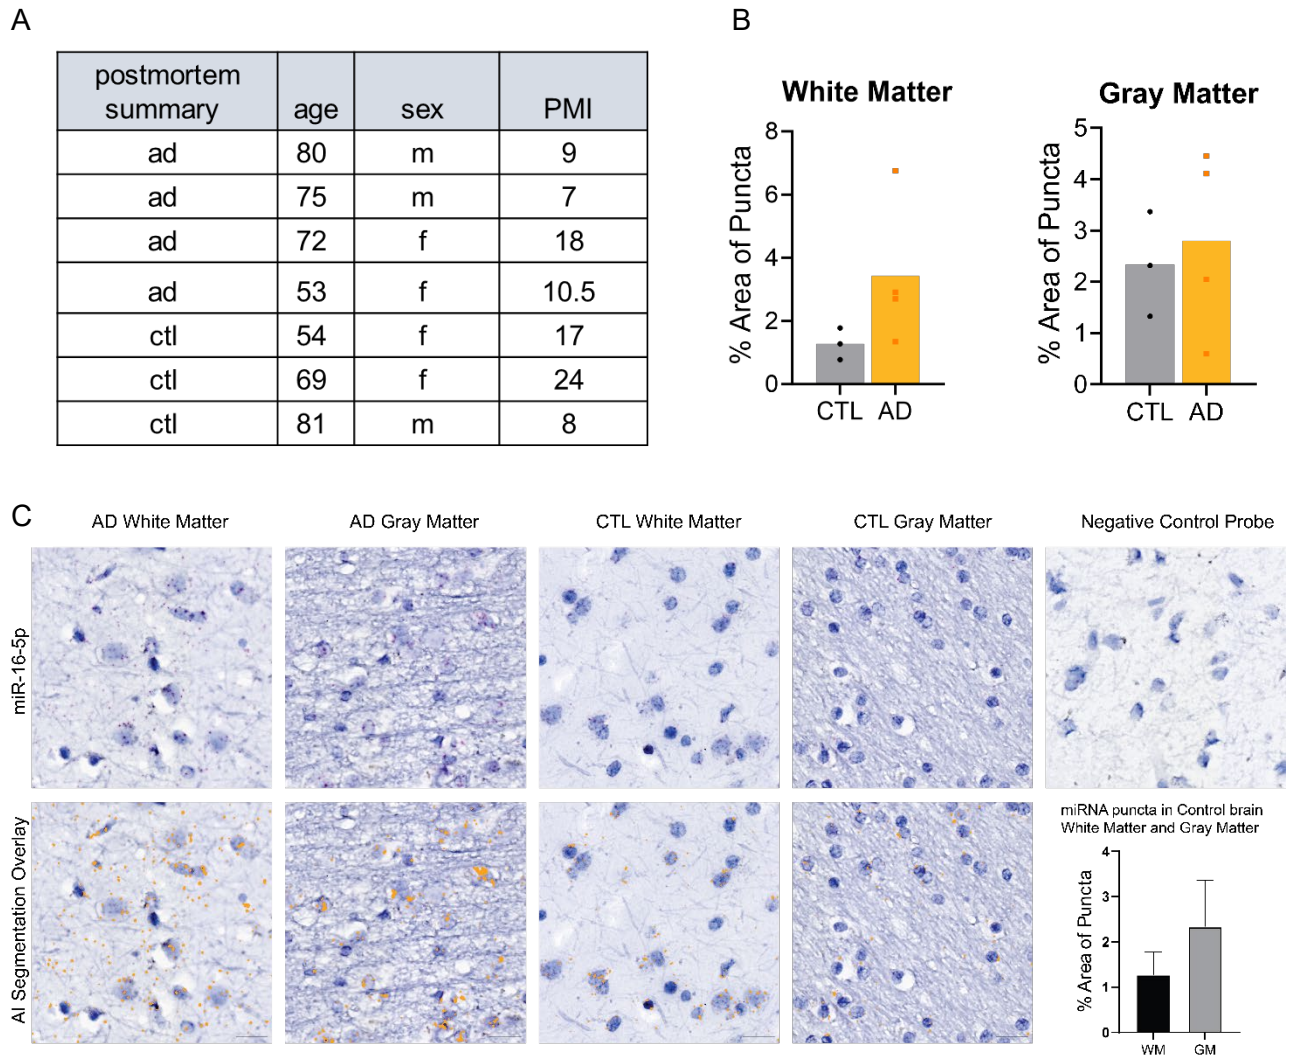 A
postmortem summary age sex PMI
ad 80 m 9
ad 75 m 7
ad 72 f 18
ad 53 f 10.5
ctl 54 f 17
ctl 69 f 24
ctl 81 m 8
B
White Matter
% Area of Puncta
8
6
4
2
0
CTL AD
Gray Matter
% Area of Puncta
5
4
3
2
1
0
CTL AD
C
AD White Matter AD Gray Matter CTL White Matter CTL Gray Matter Negative Control Probe
miR-16-5p
AI Segmentation Overlay
miRNA puncta in Control brain
White Matter and Gray Matter
% Area of Puncta
4
3
2
1
0
WM GM